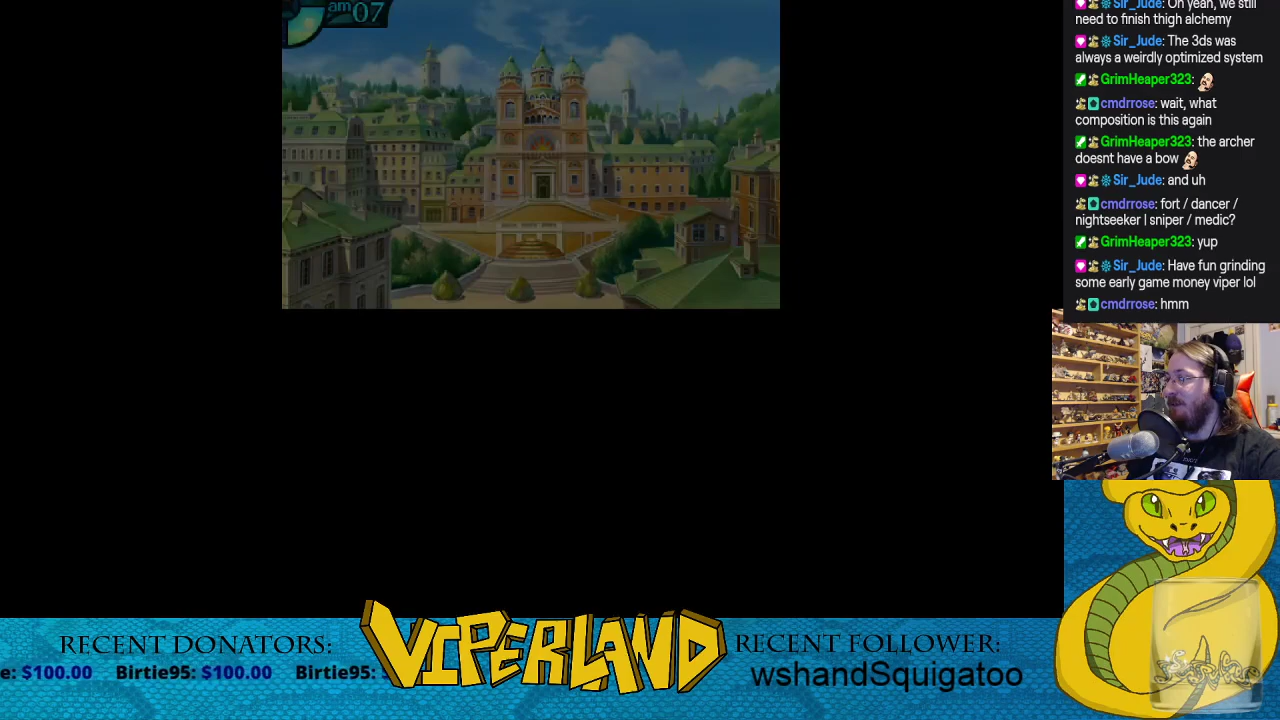 am 07
Sir_Jude: Oh yeah, we still
need to finish thigh alchemy
Sir_Jude: The 3ds was
always a weirdly optimized system
GrimHeaper323:
cmdrrose: wait, what
composition is this again
GrimHeaper323: the archer
doesnt have a bow
Sir_Jude: and uh
cmdrrose: fort / dancer /
nightseeker | sniper / medic?
GrimHeaper323: yup
Sir_Jude: Have fun grinding
some early game money viper lol
cmdrrose: hmm
RECENT DONATORS:
e: $100.00 Birtie95: $100.00 Birtie95:
VIPERLAND
RECENT FOLLOWER:
wshandSquigatoo